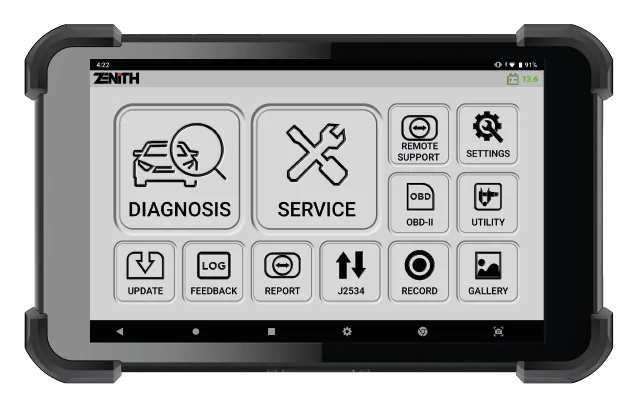 4:22
91%
ZENITH
13.6
DIAGNOSIS
SERVICE
REMOTE
SUPPORT
SETTINGS
OBD
OBD-II
UTILITY
UPDATE
LOG
FEEDBACK
REPORT
J2534
RECORD
GALLERY